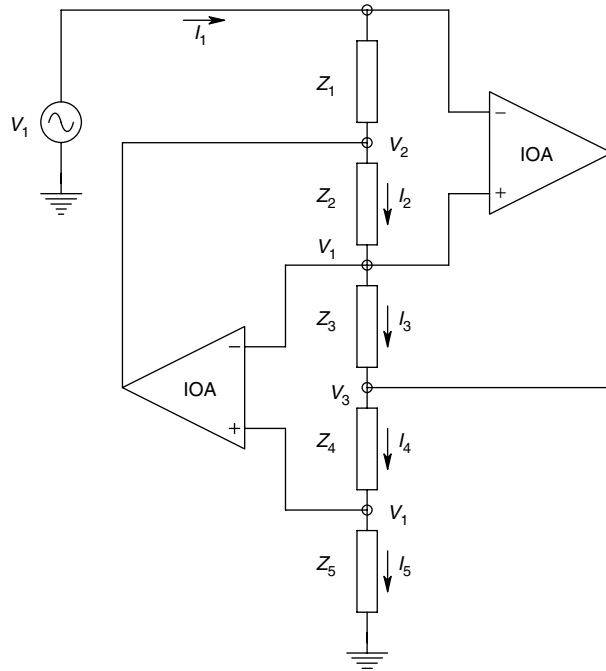 I₁
Z₁
V₁
−
IOA
V₂
+
Z₂
I₂
V₁
Z₃
I₃
−
IOA
V₃
+
Z₄
I₄
V₁
Z₅
I₅